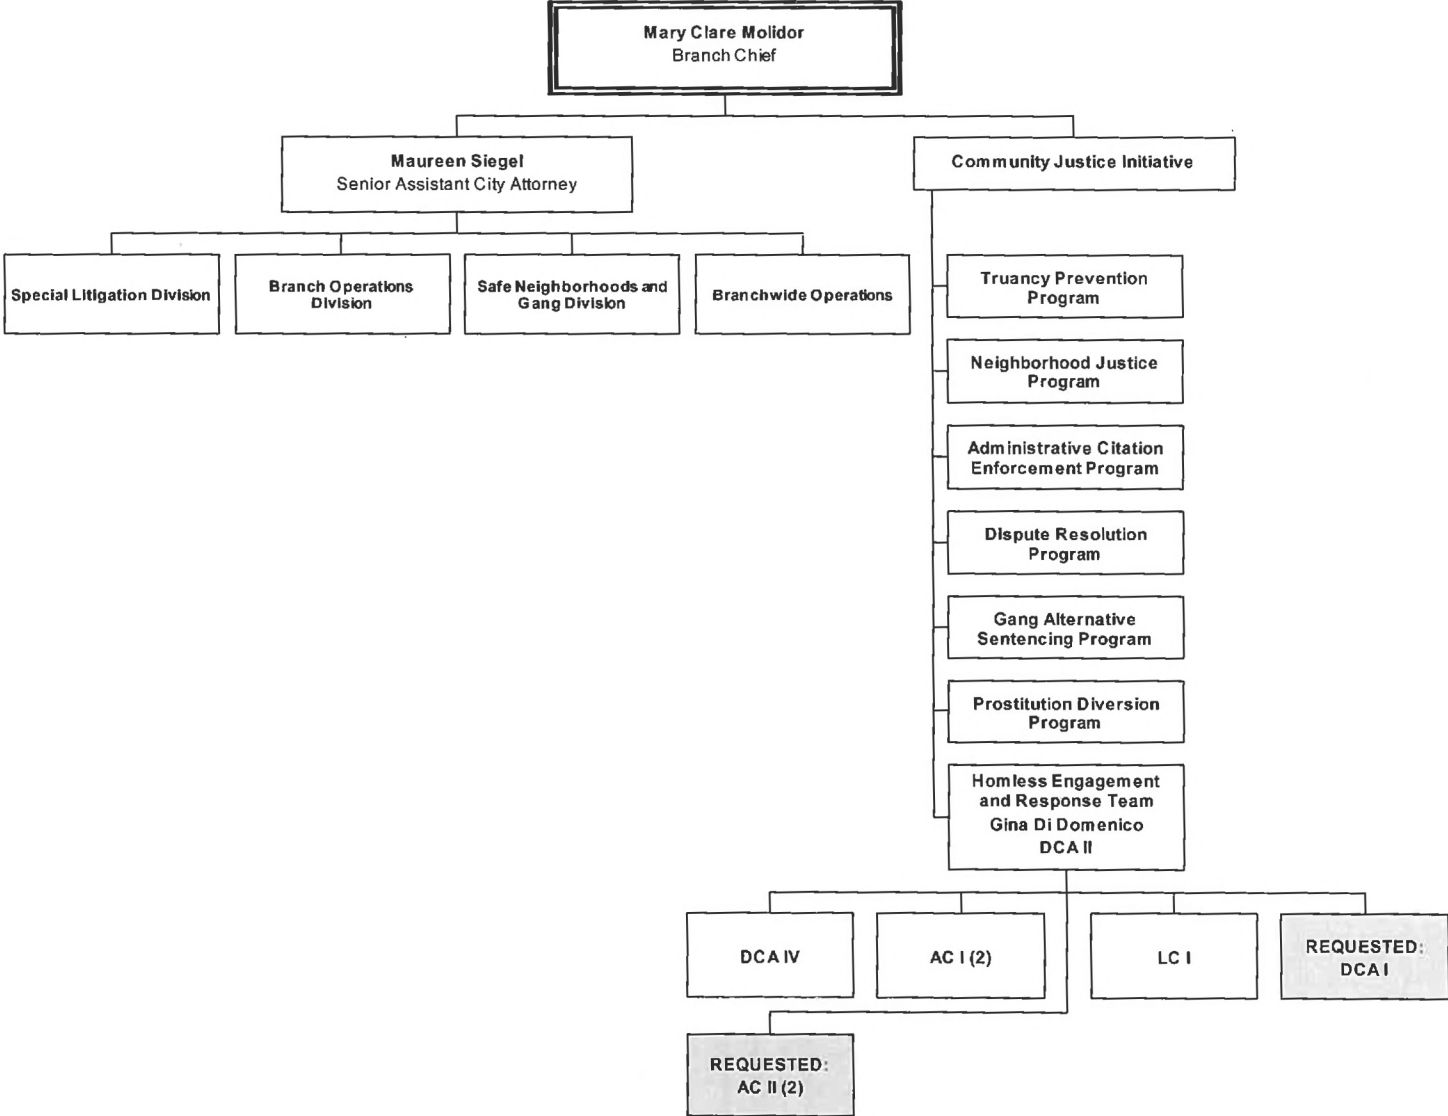 Mary Clare Molidor
Branch Chief
Maureen Siegel
Senior Assistant City Attorney
Community Justice Initiative
Special Litigation Division
Branch Operations
Division
Safe Neighborhoods and
Gang Division
Branchwide Operations
Truancy Prevention
Program
Neighborhood Justice
Program
Administrative Citation
Enforcement Program
Dispute Resolution
Program
Gang Alternative
Sentencing Program
Prostitution Diversion
Program
Homless Engagement
and Response Team
Gina Di Domenico
DCA II
DCA IV
AC I (2)
LC I
REQUESTED:
DCA I
REQUESTED:
AC II (2)